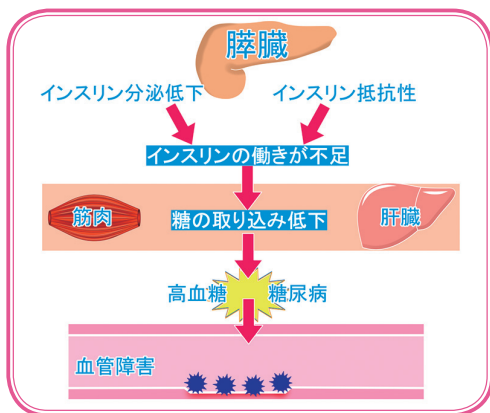 膵臓
インスリン分泌低下
インスリン抵抗性
インスリンの働きが不足
筋肉
糖の取り込み低下
肝臓
高血糖
糖尿病
血管障害